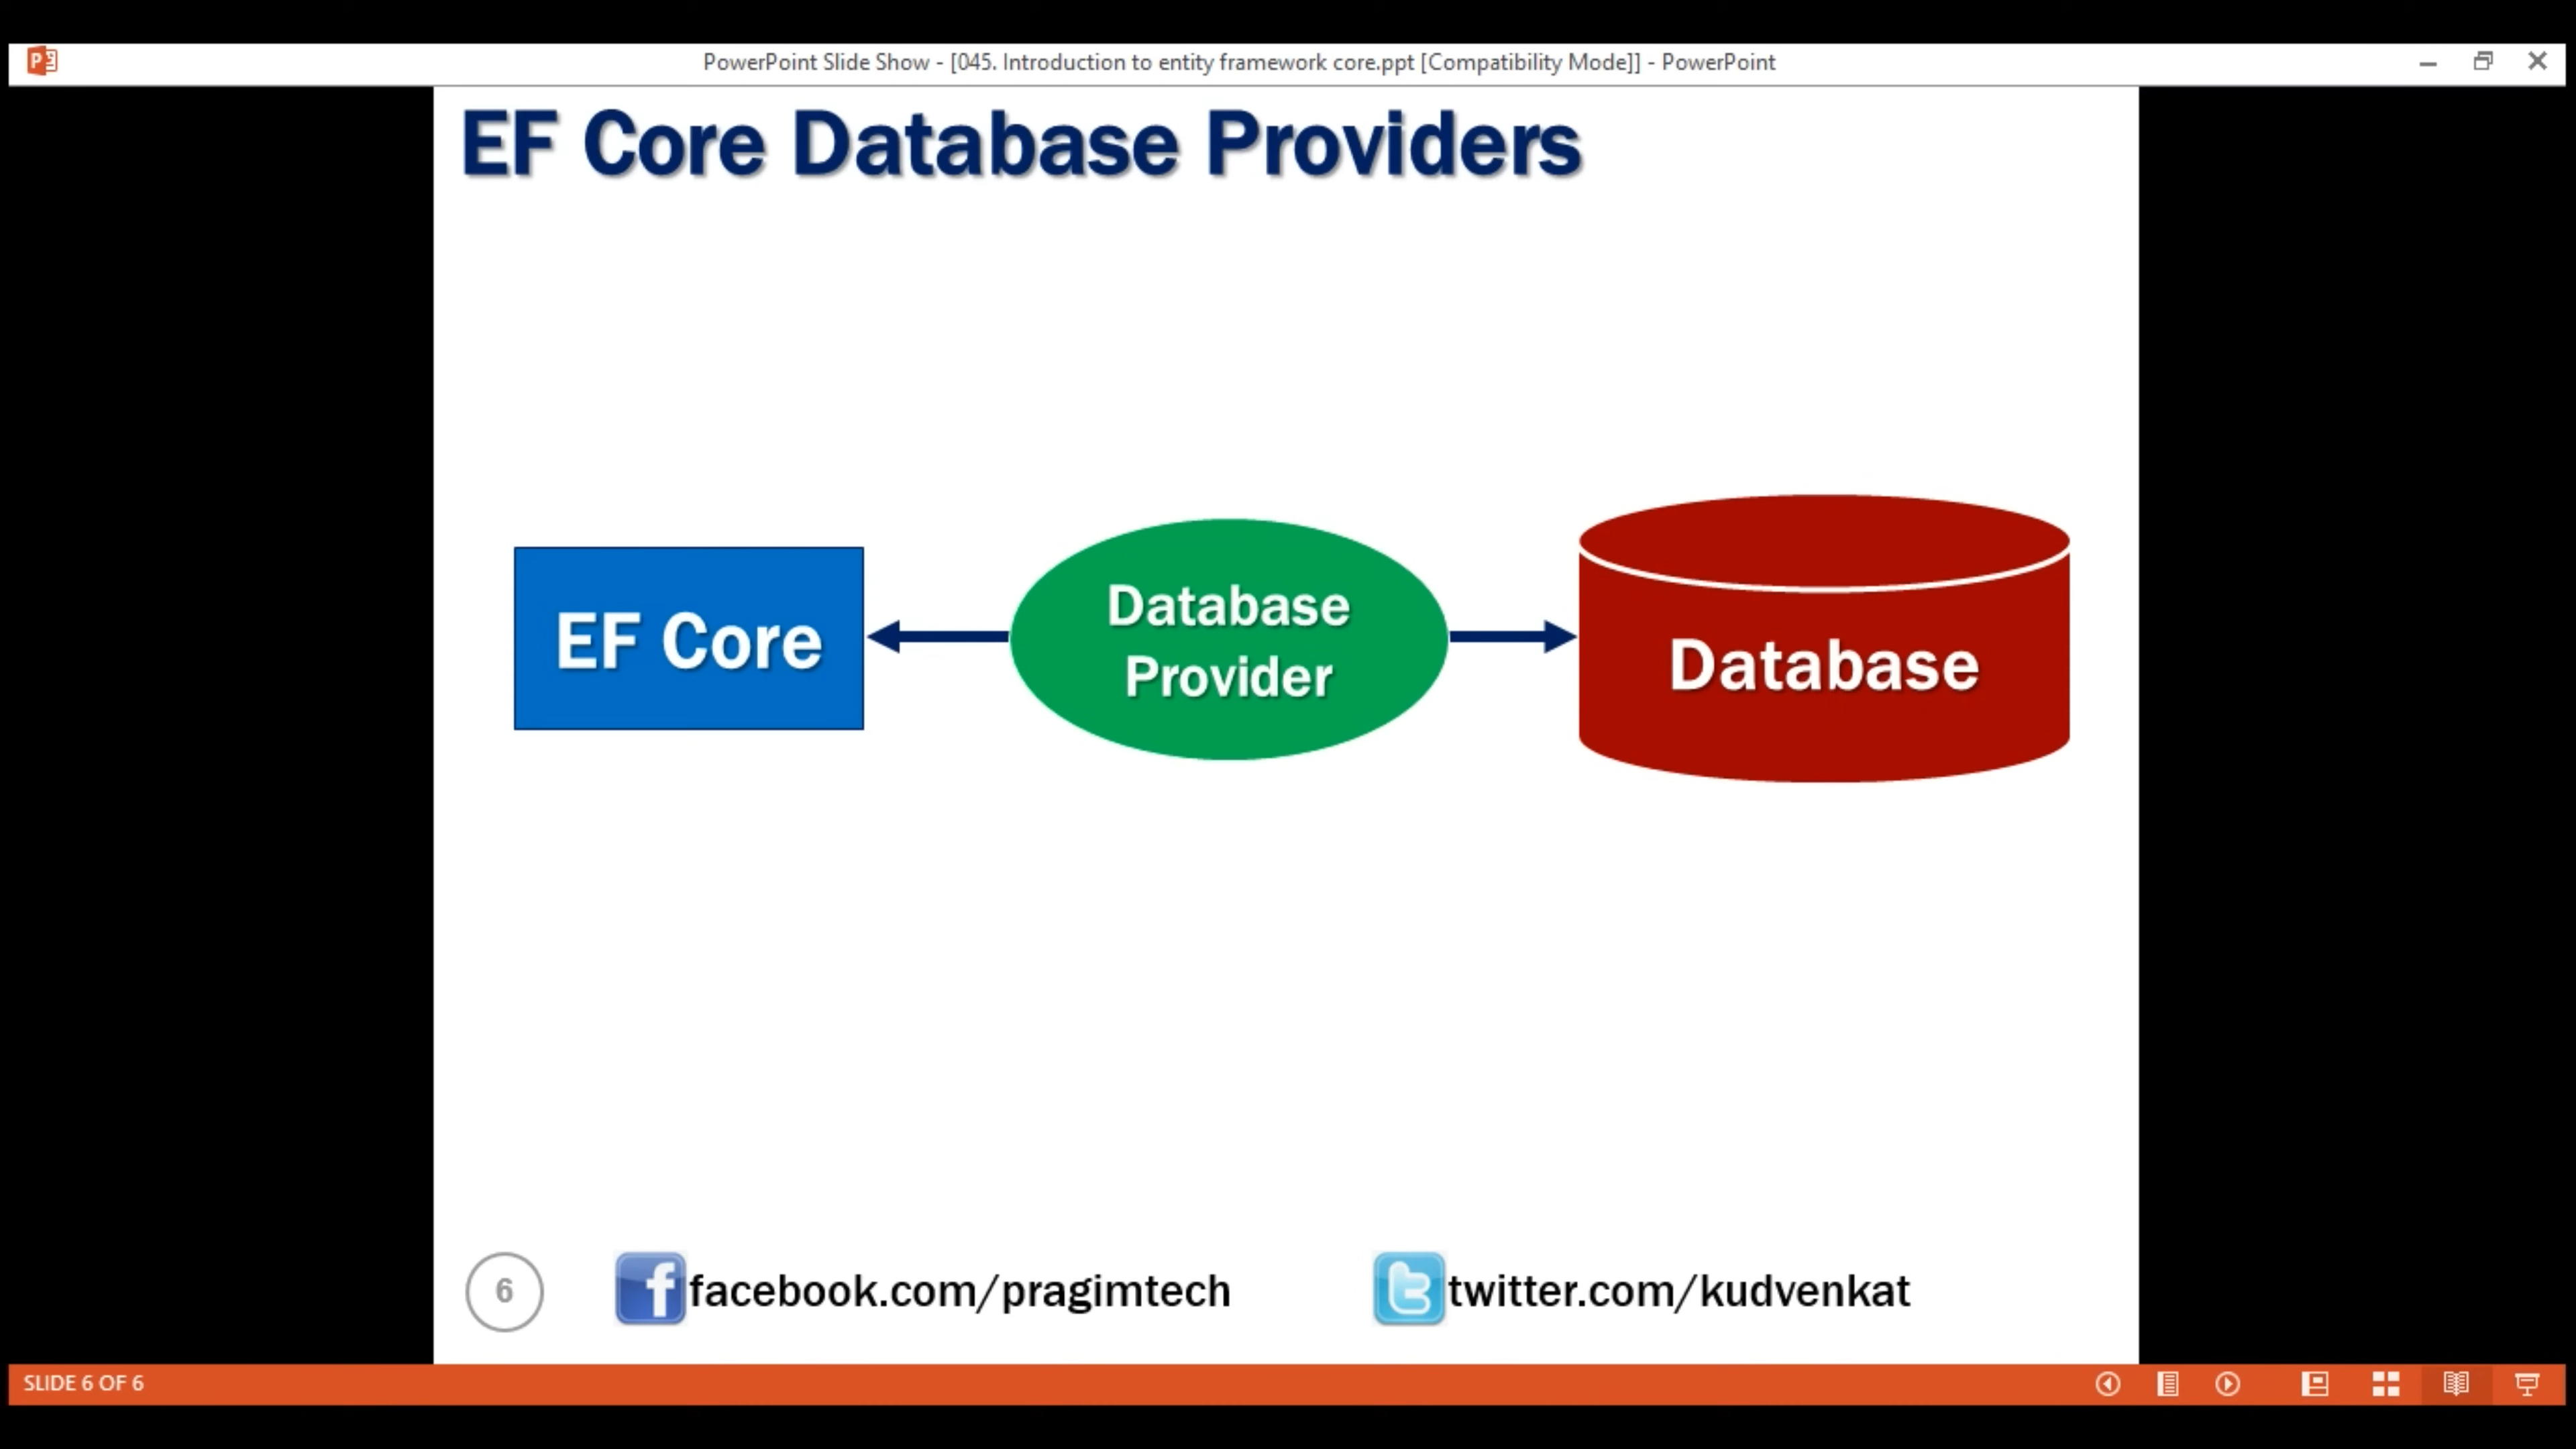 PowerPoint Slide Show - [045. Introduction to entity framework core.ppt [Compatibility Mode]] - PowerPoint
EF Core Database Providers
EF Core
Database
Provider
Database
6
facebook.com/pragimtech
twitter.com/kudvenkat
SLIDE 6 OF 6